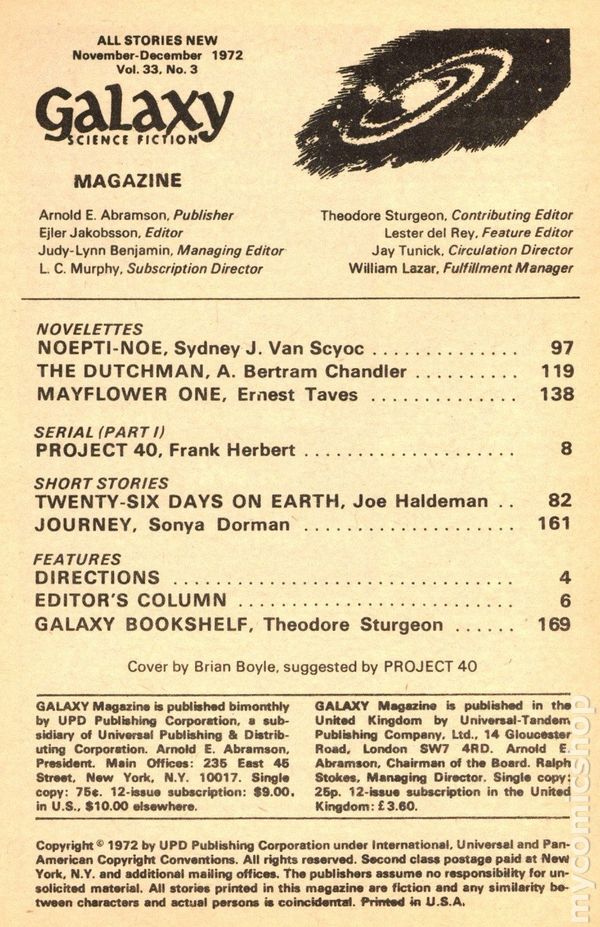 ALL STORIES NEW
November-December 1972
Vol. 33, No. 3
Galaxy
SCIENCE FICTION
MAGAZINE
Arnold E. Abramson, Publisher
Ejler Jakobsson, Editor
Judy-Lynn Benjamin, Managing Editor
L. C. Murphy, Subscription Director
Theodore Sturgeon, Contributing Editor
Lester del Rey, Feature Editor
Jay Tunick, Circulation Director
William Lazar, Fulfillment Manager
NOVELETTES
NOEPTI-NOE, Sydney J. Van Scyoc . . . . . . . . . . . . . . 97
THE DUTCHMAN, A. Bertram Chandler . . . . . . . . . . 119
MAYFLOWER ONE, Ernest Taves . . . . . . . . . . . . . 138
SERIAL (PART I)
PROJECT 40, Frank Herbert . . . . . . . . . . . . . . . . . . . . 8
SHORT STORIES
TWENTY-SIX DAYS ON EARTH, Joe Haldeman . . 82
JOURNEY, Sonya Dorman . . . . . . . . . . . . . . . . . . . . 161
FEATURES
DIRECTIONS . . . . . . . . . . . . . . . . . . . . . . . . . . . . . . . . 4
EDITOR'S COLUMN . . . . . . . . . . . . . . . . . . . . . . . . . . 6
GALAXY BOOKSHELF, Theodore Sturgeon . . . . . . 169
Cover by Brian Boyle, suggested by PROJECT 40
GALAXY Magazine is published bimonthly
by UPD Publishing Corporation, a sub-
sidiary of Universal Publishing & Distrib-
uting Corporation. Arnold E. Abramson,
President. Main Offices: 235 East 45
Street, New York, N.Y. 10017. Single
copy: 75¢. 12-issue subscription: $9.00.
in U.S., $10.00 elsewhere.
GALAXY Magazine is published in the
United Kingdom by Universal-Tandem
Publishing Company, Ltd., 14 Gloucester
Road, London SW7 4RD. Arnold E.
Abramson, Chairman of the Board. Ralph
Stokes, Managing Director. Single copy:
25p. 12-issue subscription in the United
Kingdom: £3.60.
Copyright © 1972 by UPD Publishing Corporation under International, Universal and Pan-
American Copyright Conventions. All rights reserved. Second class postage paid at New
York, N.Y. and additional mailing offices. The publishers assume no responsibility for un-
solicited material. All stories printed in this magazine are fiction and any similarity be-
tween characters and actual persons is coincidental. Printed in U.S.A.
mycomicshop